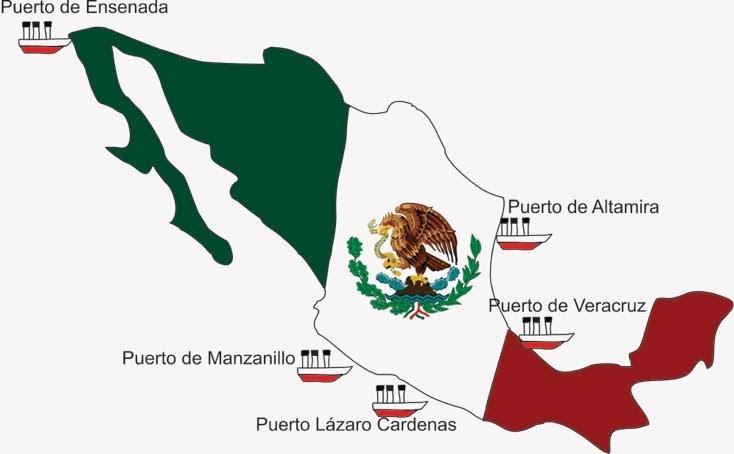 Puerto de Ensenada
Puerto de Altamira
Puerto de Veracruz
Puerto de Manzanillo
Puerto Lázaro Cardenas